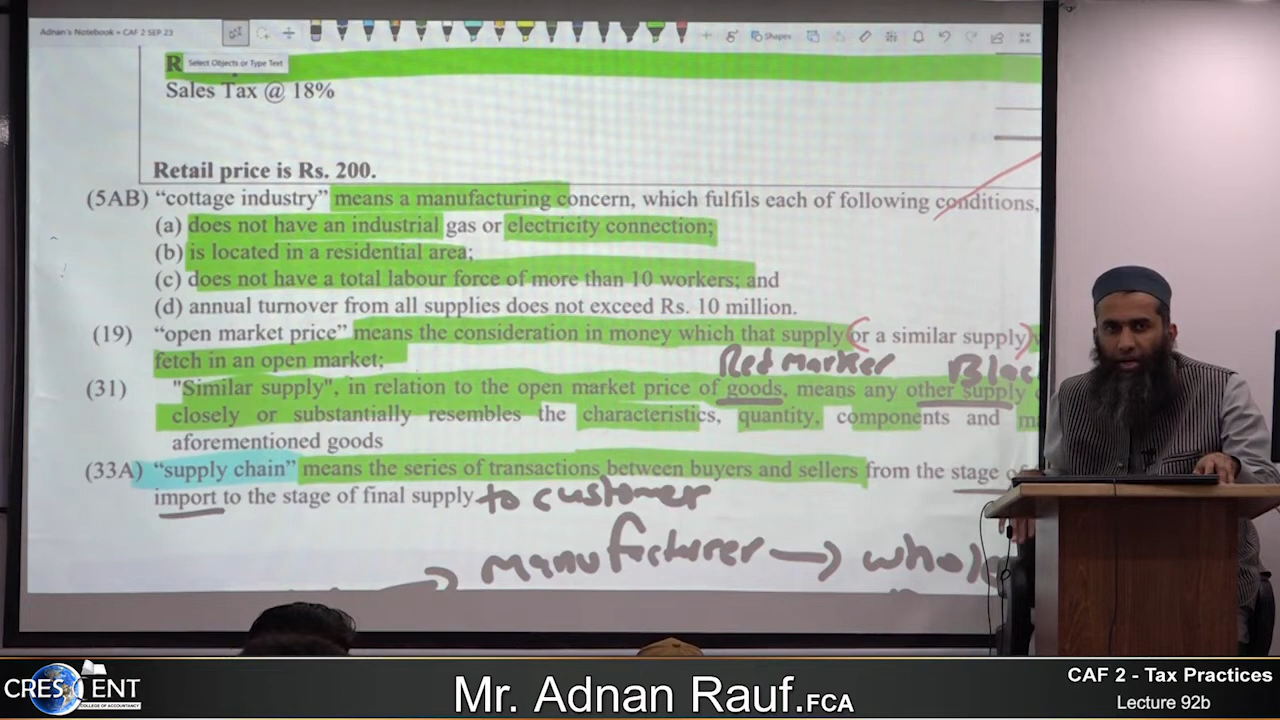 Adnan's Notebook » CAF 2 SEP 23
Shapes
R
Select Objects or Type Text
Sales Tax @ 18%
Retail price is Rs. 200.
(5AB) “cottage industry” means a manufacturing concern, which fulfils each of following conditions,
(a) does not have an industrial gas or electricity connection;
(b) is located in a residential area;
(c) does not have a total labour force of more than 10 workers; and
(d) annual turnover from all supplies does not exceed Rs. 10 million.
(19) “open market price” means the consideration in money which that supply (or a similar supply)
fetch in an open market;
Red marker Blac
(31) "Similar supply", in relation to the open market price of goods, means any other supply
closely or substantially resembles the characteristics, quantity, components and
aforementioned goods
(33A) “supply chain” means the series of transactions between buyers and sellers from the stage
import to the stage of final supply to customer
→ manufacturer → whole
CRESCENT
COLLEGE OF ACCOUNTANCY
Mr. Adnan Rauf.FCA
CAF 2 - Tax Practices
Lecture 92b